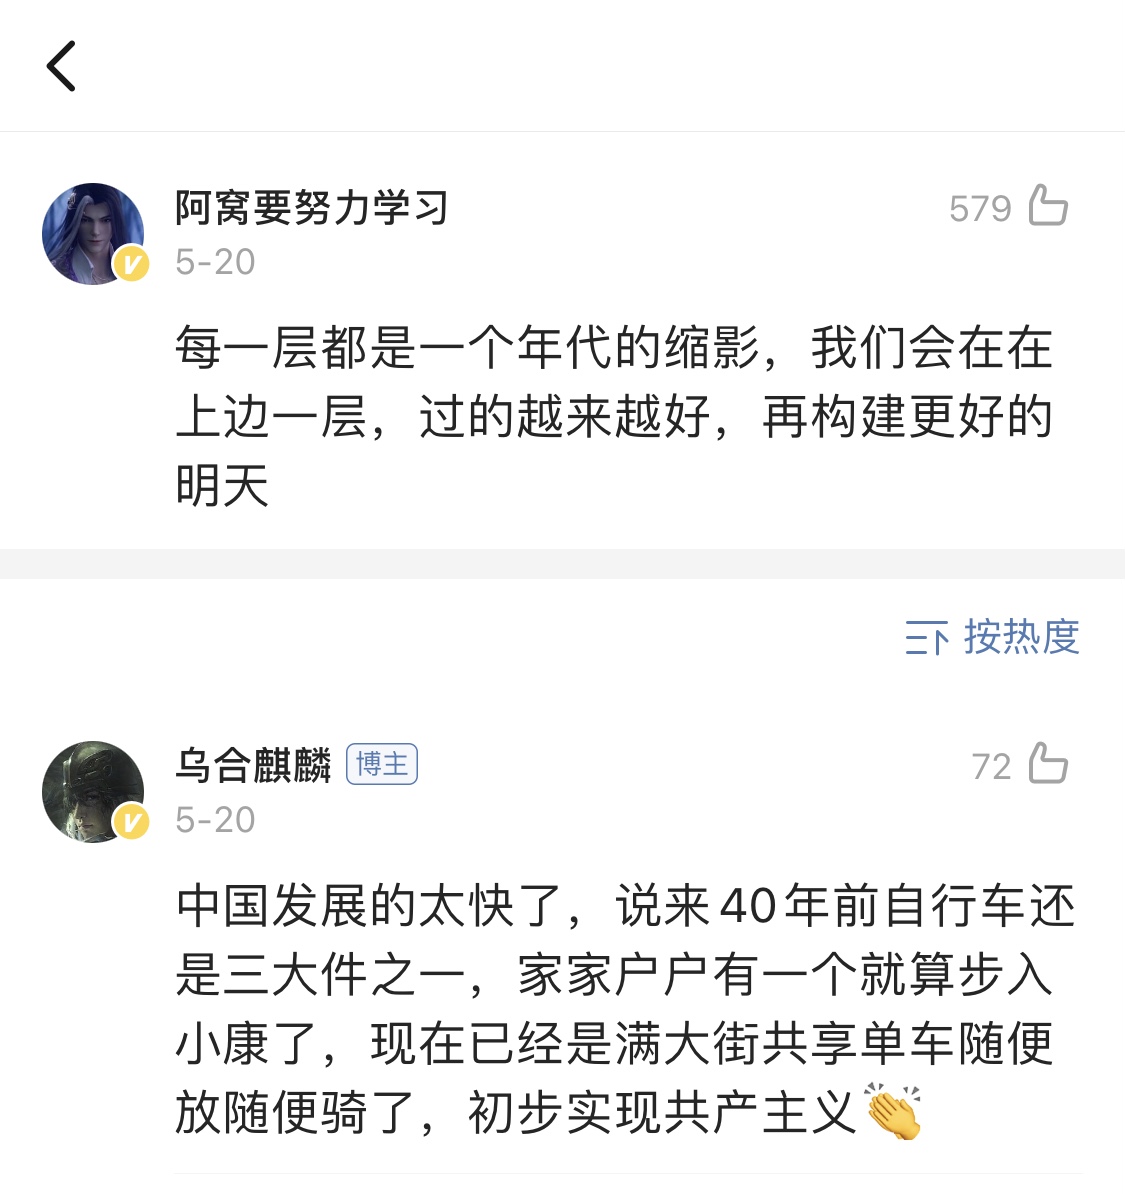 阿窝要努力学习
579
5-20
每一层都是一个年代的缩影，我们会在在
上边一层，过的越来越好，再构建更好的
明天
按热度
乌合麒麟 博主
72
5-20
中国发展的太快了，说来40年前自行车还
是三大件之一，家家户户有一个就算步入
小康了，现在已经是满大街共享单车随便
放随便骑了，初步实现共产主义👏